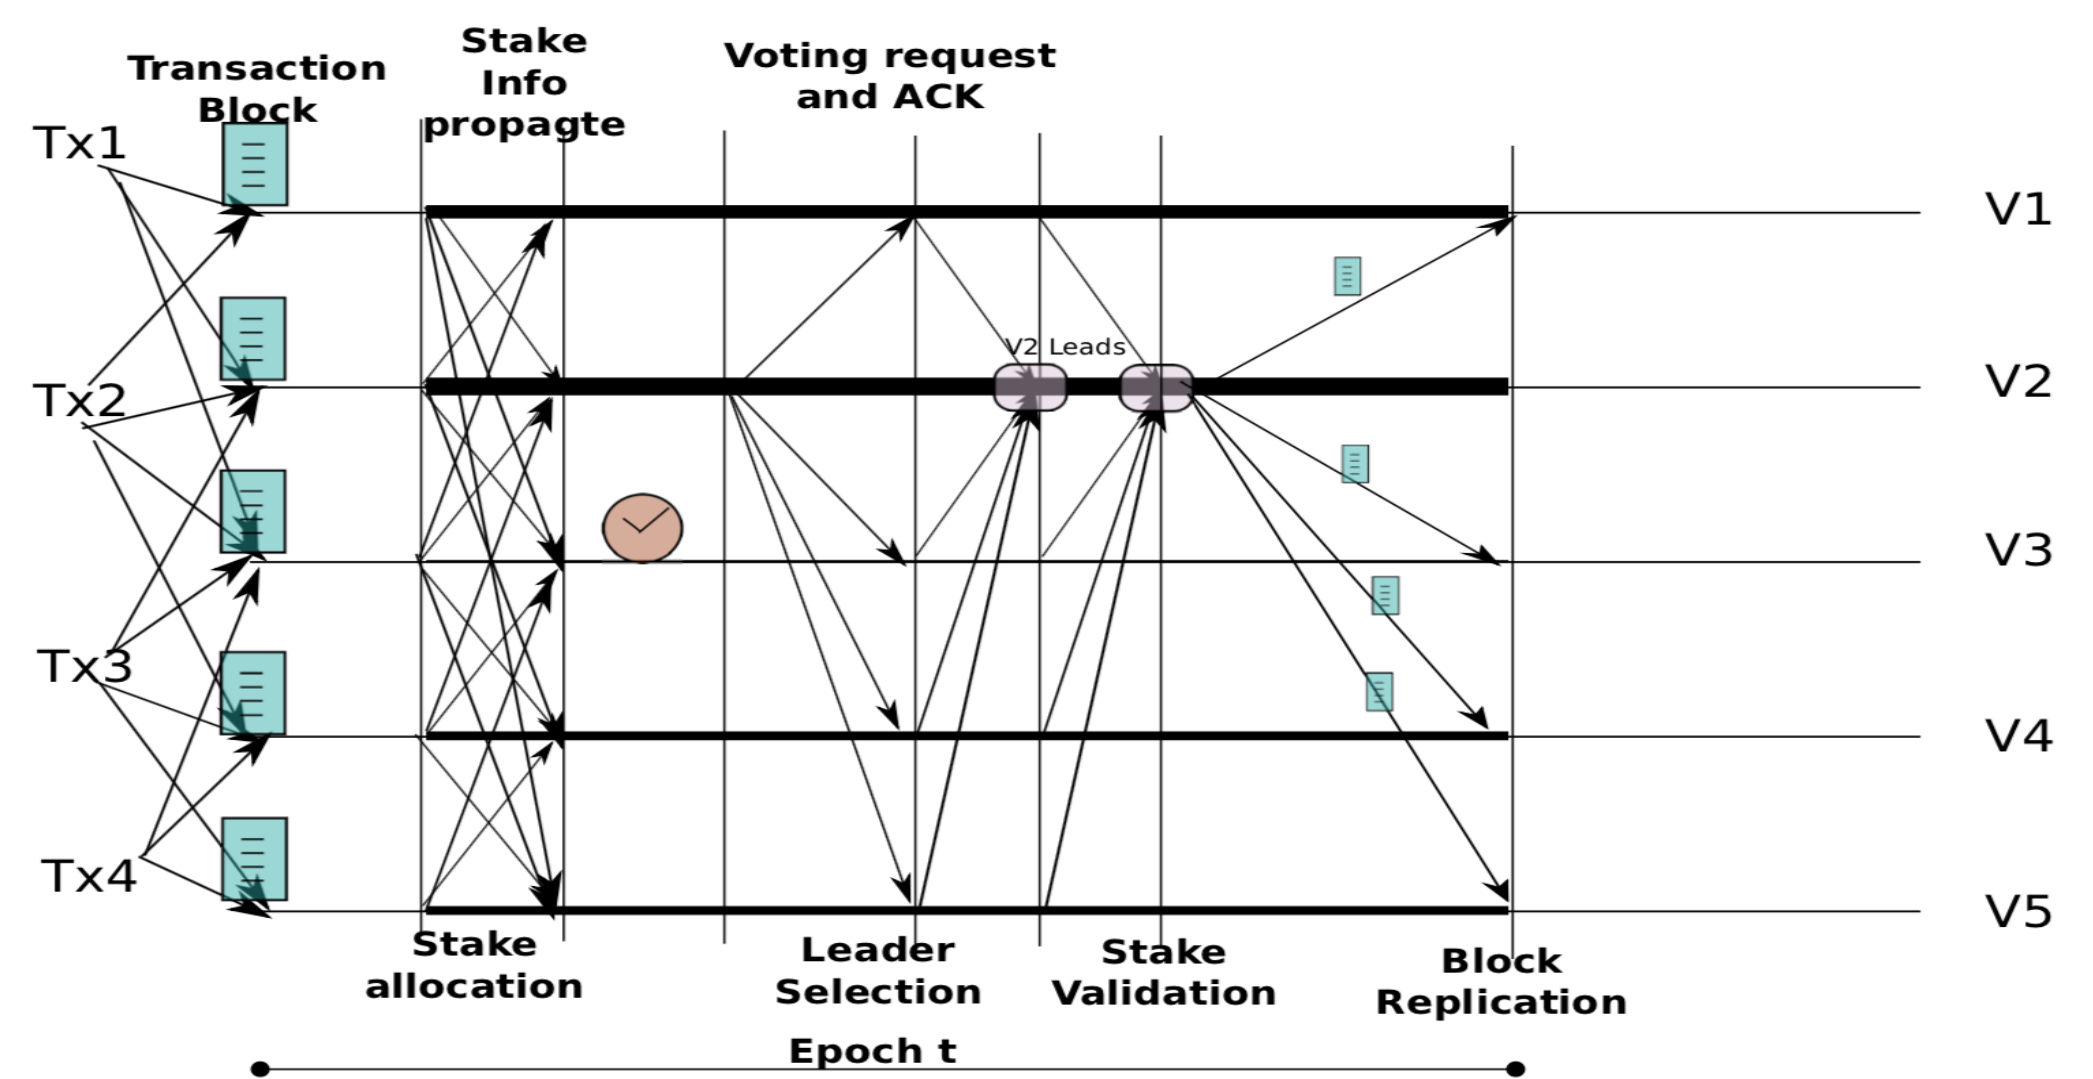 Transaction
Block
Stake
Info
propagte
Voting request
and ACK
Tx1
V1
V2 Leads
Tx2
V2
V3
Tx3
V4
Tx4
V5
Stake
allocation
Leader
Selection
Stake
Validation
Block
Replication
Epoch t